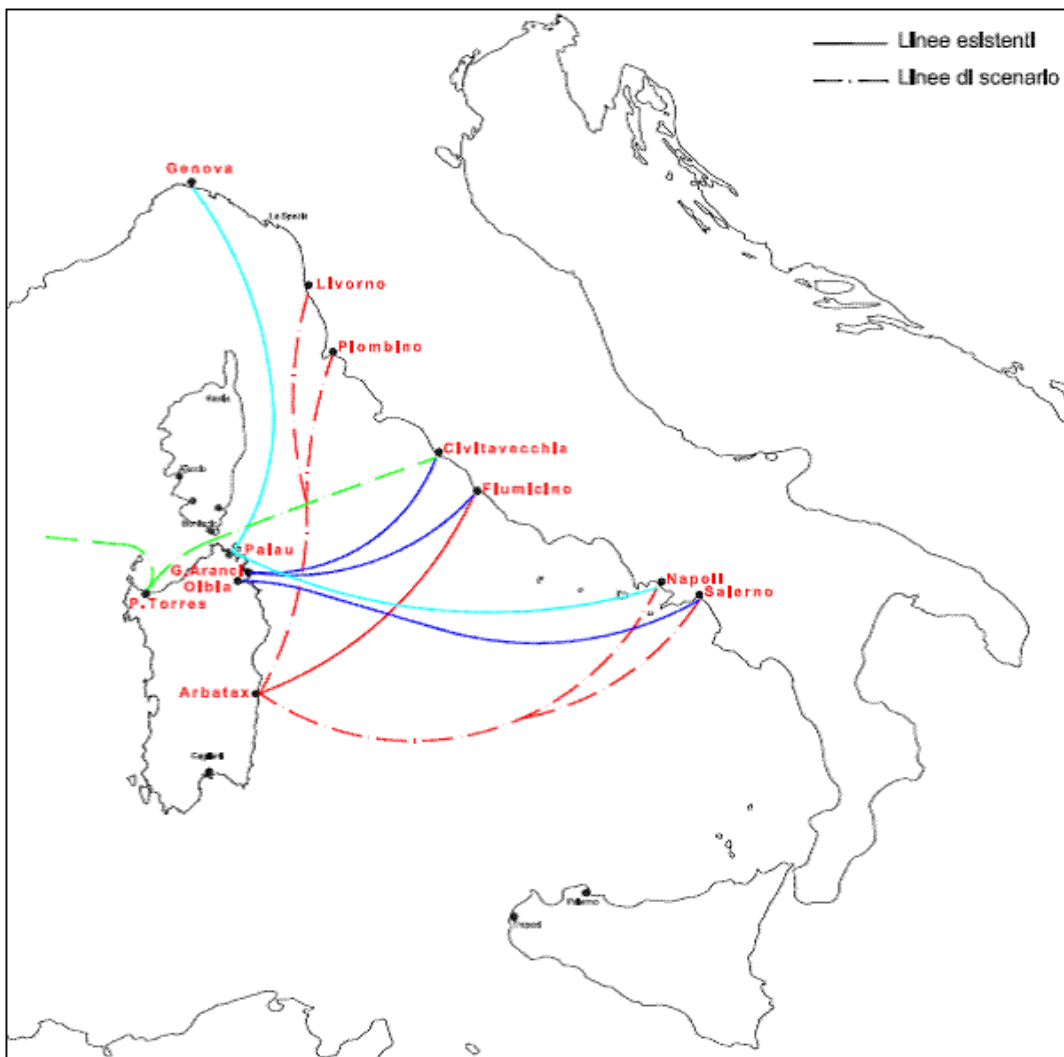 Linee esistenti
Linee di scenario
Genova
La Spezia
Livorno
Piombino
Civitavecchia
Fiumicino
Palau
G.Aranci
Olbia
P.Torres
Napoli
Salerno
Arbatax
Cagliari
Palermo
Trapani